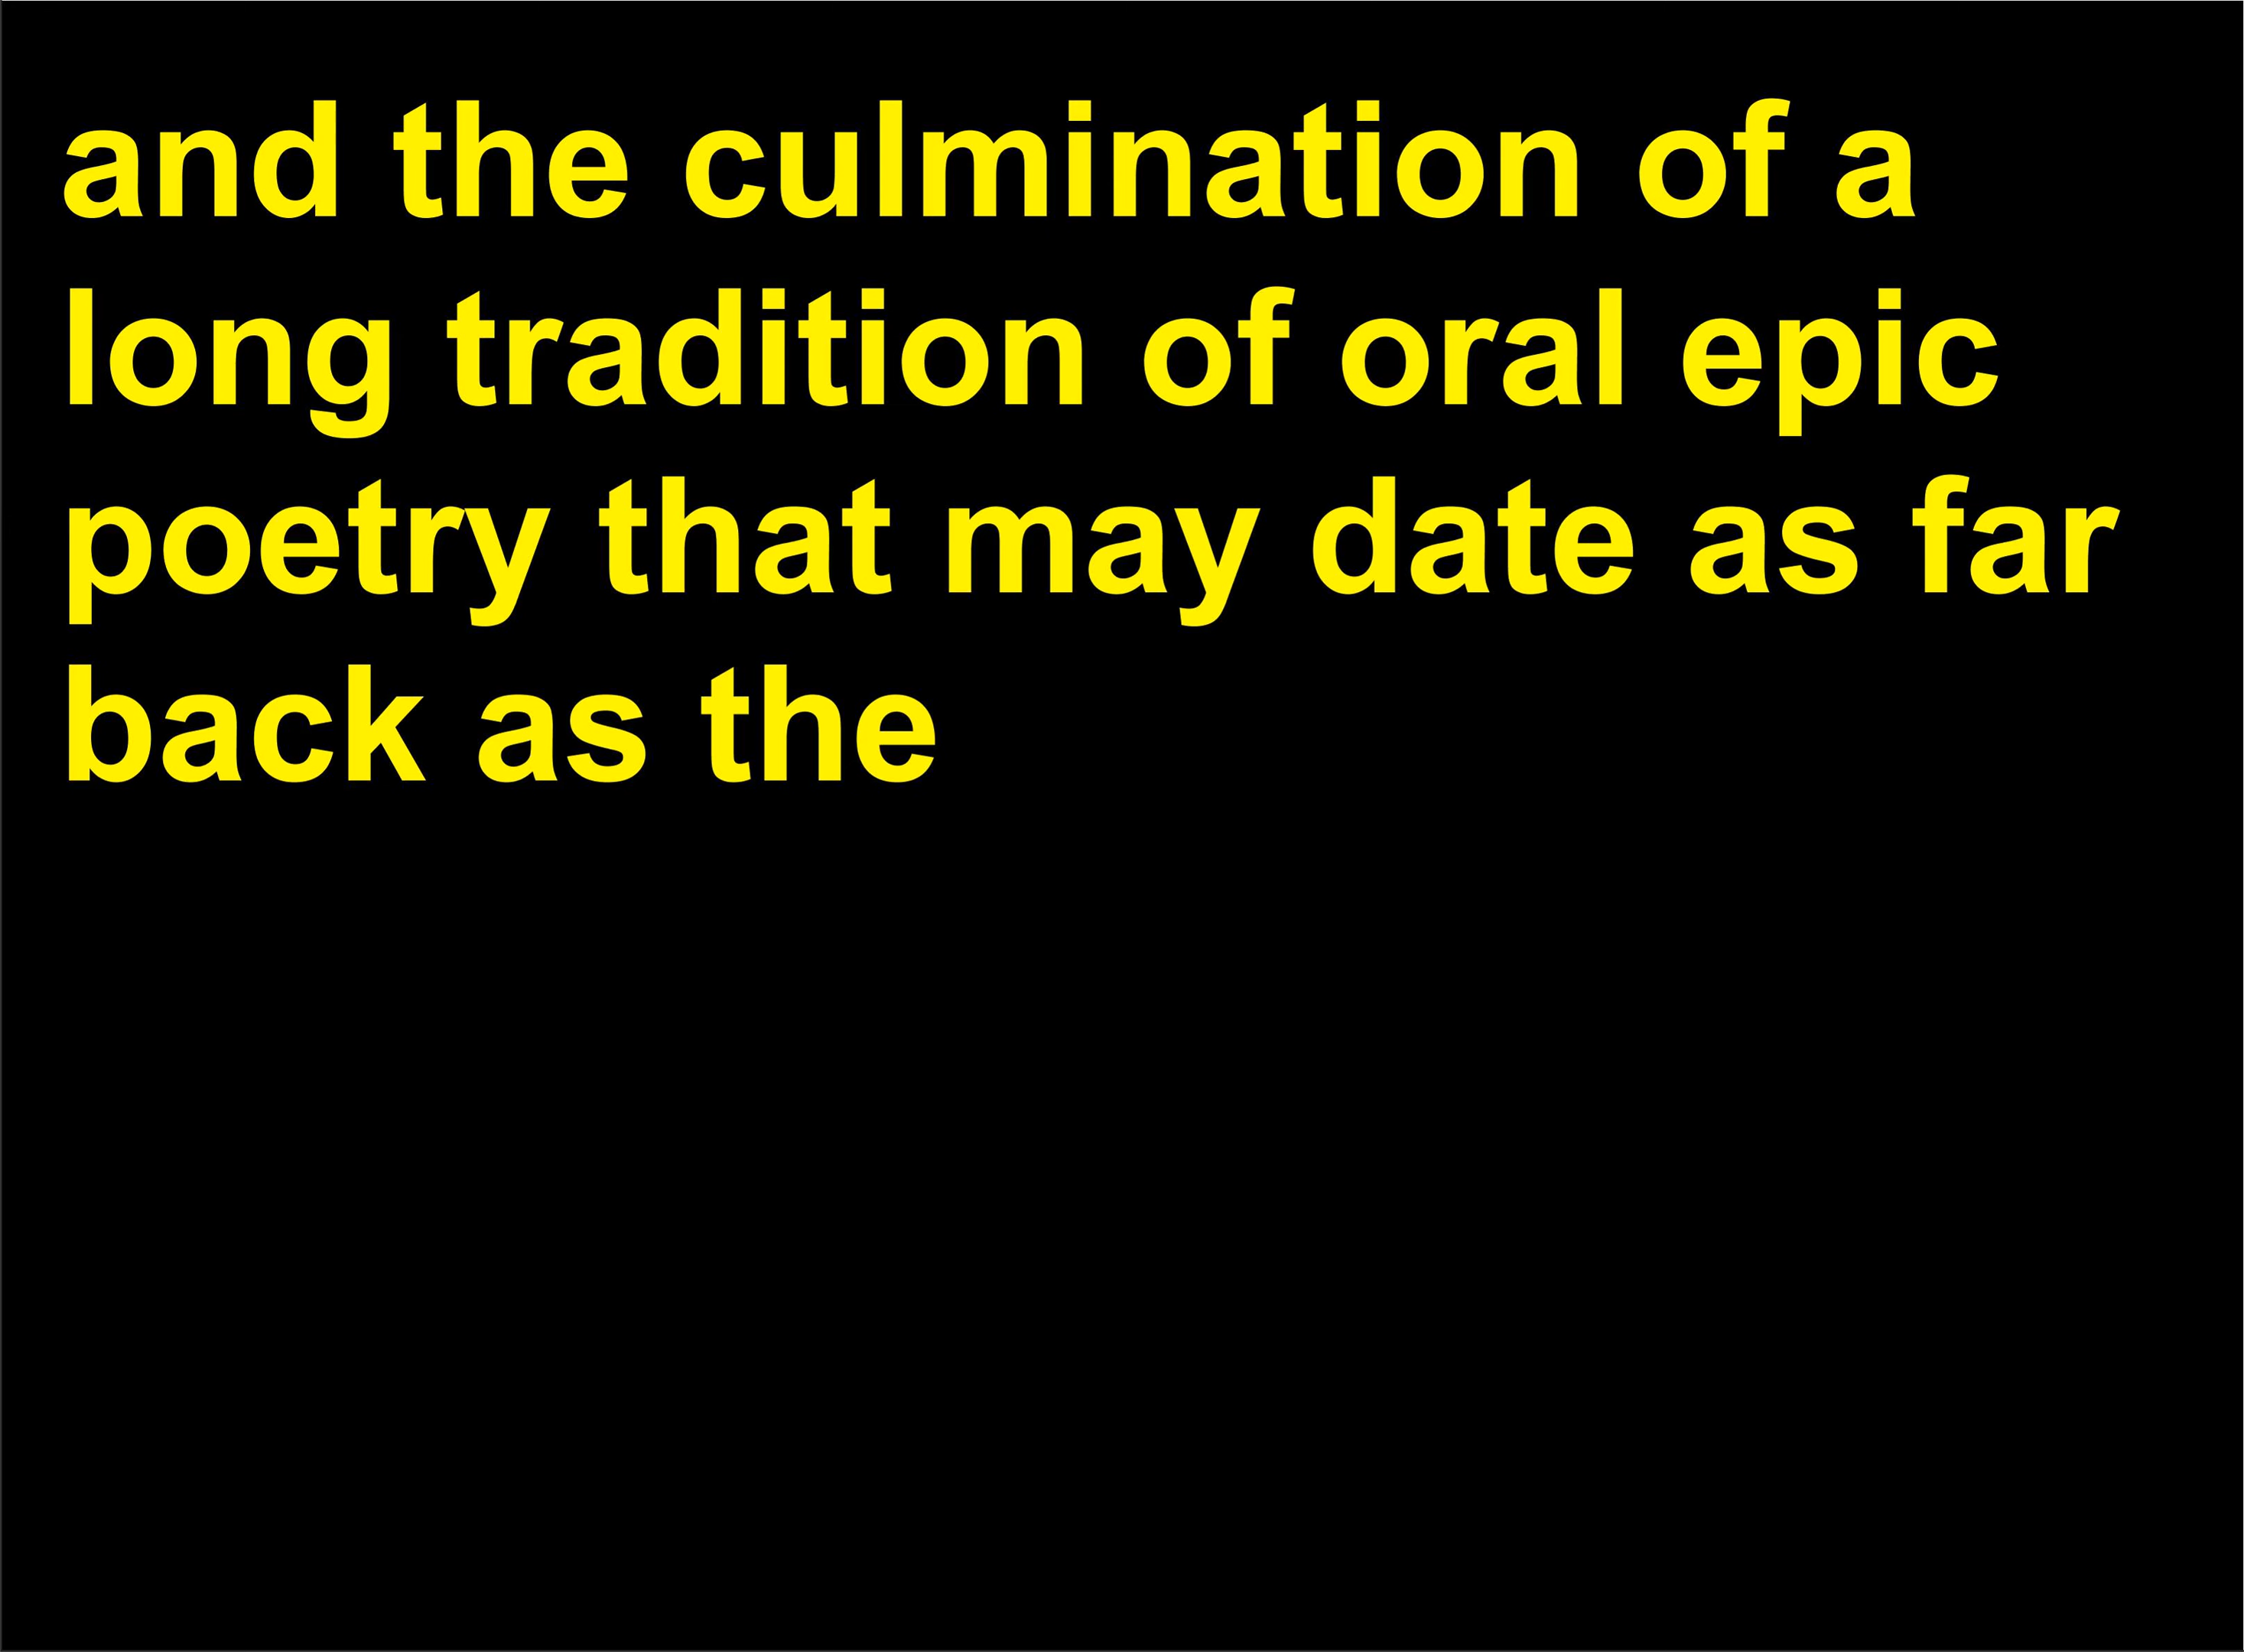 and the culmination of a
long tradition of oral epic
poetry that may date as far
back as the